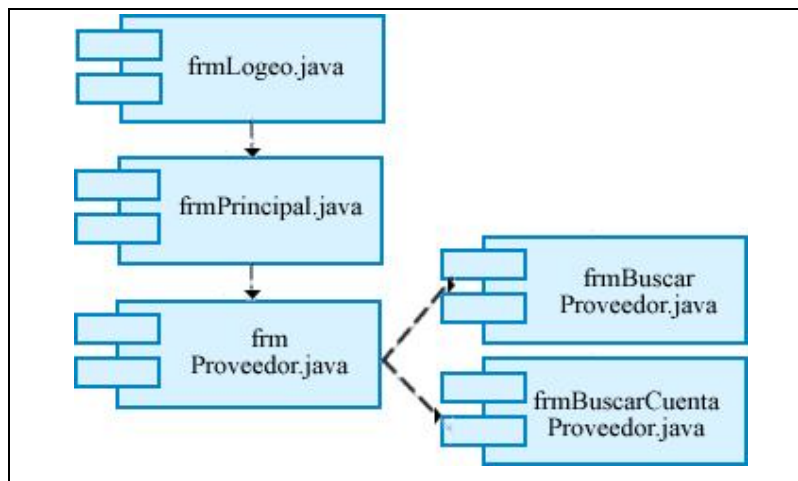 frmLogeo.java
frmPrincipal.java
frm
Proveedor.java
frmBuscar
Proveedor.java
frmBuscarCuenta
Proveedor.java